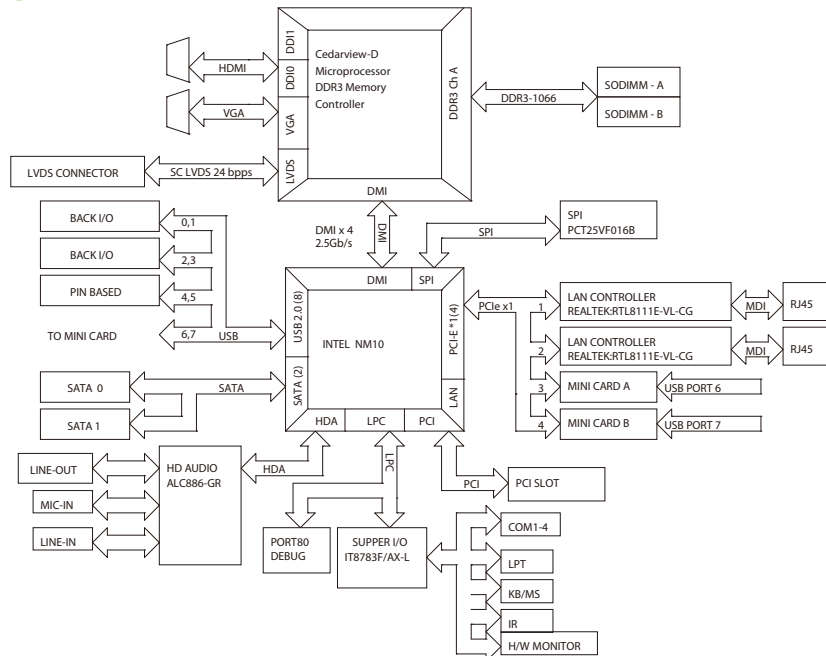 DDI1
DDI0
VGA
LVDS
Cedarview-D
Microprocessor
DDR3 Memory
Controller
DDR3 Ch A
DMI
HDMI
VGA
DDR3-1066
SODIMM - A
SODIMM - B
LVDS CONNECTOR
SC LVDS 24 bpps
BACK I/O
0,1
BACK I/O
2,3
PIN BASED
4,5
TO MINI CARD
6,7
USB
DMI x 4
2.5Gb/s
DMI
SPI
SPI
PCT25VF016B
DMI
SPI
USB 2.0 (8)
SATA (2)
INTEL NM10
PCI-E *1(4)
LAN
HDA
LPC
PCI
PCIe x1
1
LAN CONTROLLER
REALTEK:RTL8111E-VL-CG
MDI
RJ45
2
LAN CONTROLLER
REALTEK:RTL8111E-VL-CG
MDI
RJ45
3
MINI CARD A
USB PORT 6
4
MINI CARD B
USB PORT 7
SATA 0
SATA
SATA 1
LINE-OUT
MIC-IN
LINE-IN
HD AUDIO
ALC886-GR
HDA
LPC
PCI
PCI SLOT
PORT80
DEBUG
SUPPER I/O
IT8783F/AX-L
COM1-4
LPT
KB/MS
IR
H/W MONITOR